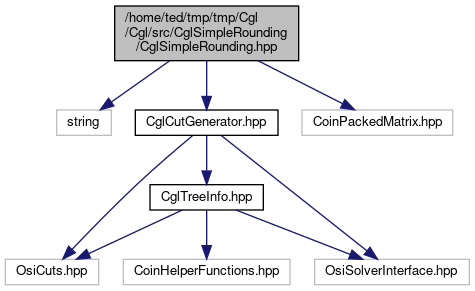 /home/ted/tmp/tmp/Cgl
/Cgl/src/CglSimpleRounding
/CglSimpleRounding.hpp
string
CglCutGenerator.hpp
CoinPackedMatrix.hpp
CglTreeInfo.hpp
OsiCuts.hpp
CoinHelperFunctions.hpp
OsiSolverInterface.hpp